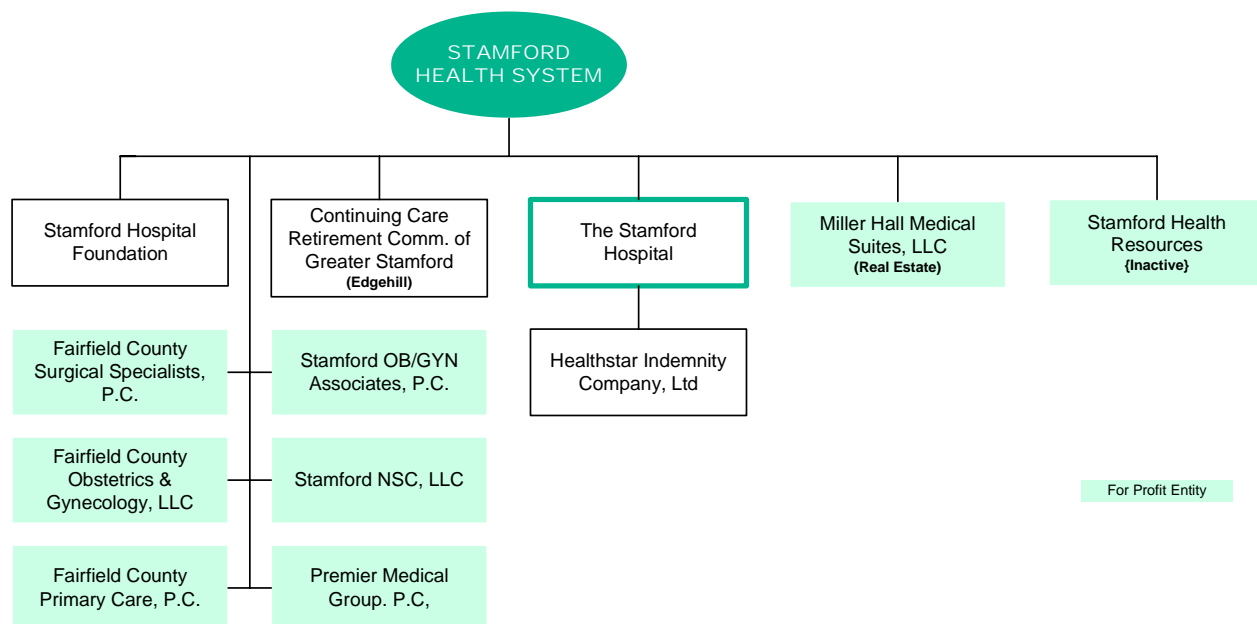 STAMFORD
HEALTH SYSTEM
Stamford Hospital
Foundation
Continuing Care
Retirement Comm. of
Greater Stamford
(Edgehill)
The Stamford
Hospital
Miller Hall Medical
Suites, LLC
(Real Estate)
Stamford Health
Resources
{Inactive}
Fairfield County
Surgical Specialists,
P.C.
Stamford OB/GYN
Associates, P.C.
Healthstar Indemnity
Company, Ltd
Fairfield County
Obstetrics &
Gynecology, LLC
Stamford NSC, LLC
For Profit Entity
Fairfield County
Primary Care, P.C.
Premier Medical
Group. P.C,